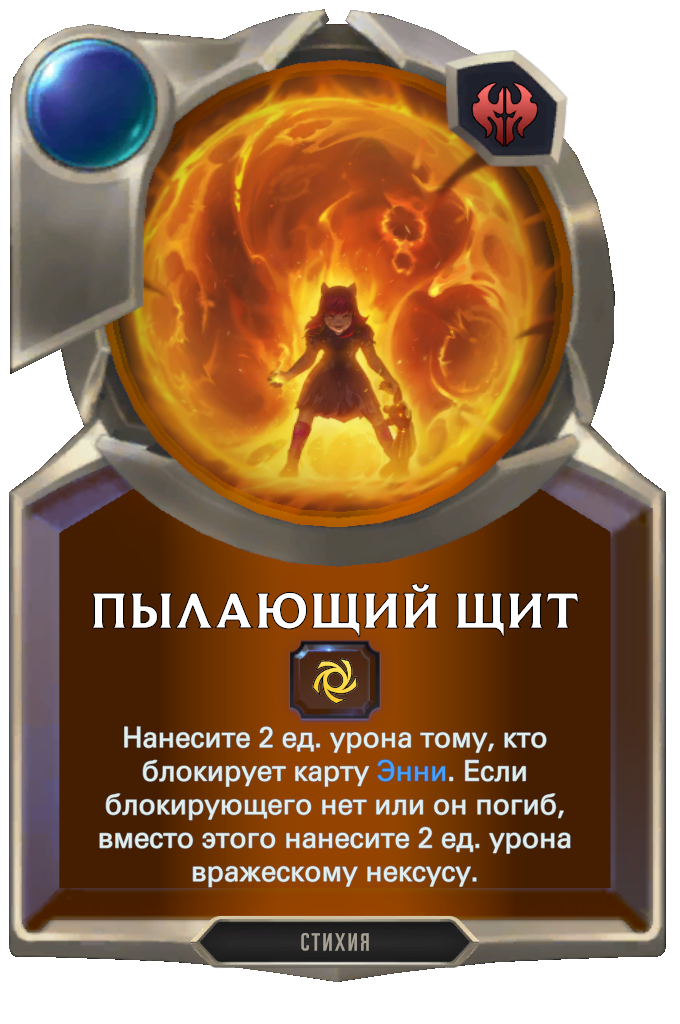 ПЫЛАЮЩИЙ ЩИТ
Нанесите 2 ед. урона тому, кто
блокирует карту Энни. Если
блокирующего нет или он погиб,
вместо этого нанесите 2 ед. урона
вражескому нексусу.
СТИХИЯ